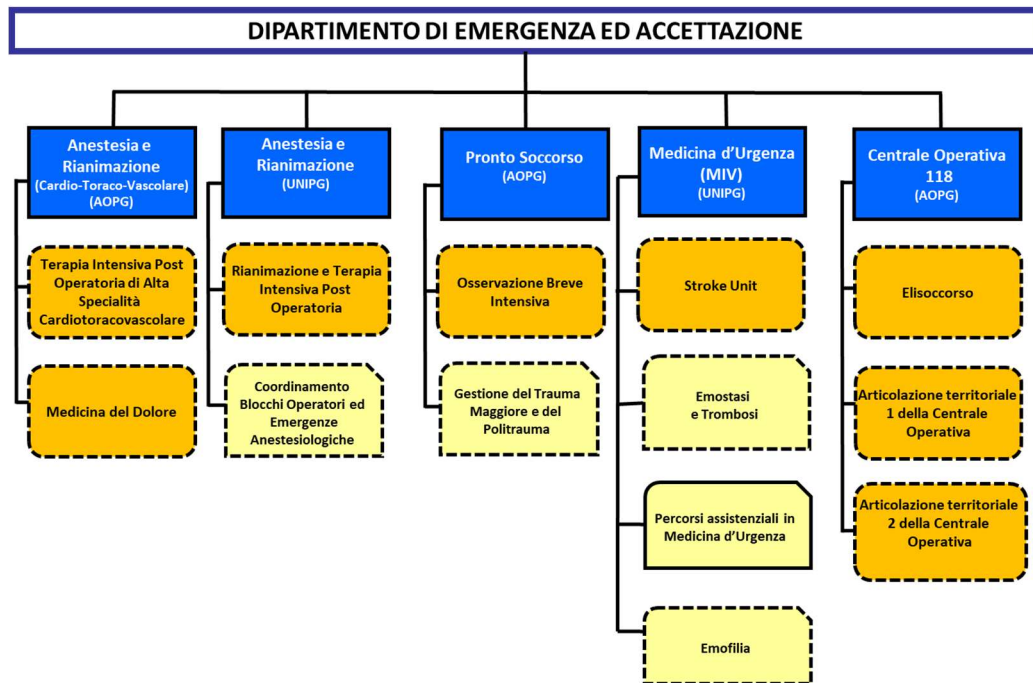 DIPARTIMENTO DI EMERGENZA ED ACCETTAZIONE
Anestesia e
Rianimazione
(Cardio-Toraco-Vascolare)
(AOPG)
Terapia Intensiva Post
Operatoria di Alta
Specialità
Cardiotoracovascolare
Medicina del Dolore
Anestesia e
Rianimazione
(UNIPG)
Rianimazione e Terapia
Intensiva Post
Operatoria
Coordinamento
Blocchi Operatori ed
Emergenze
Anestesiologiche
Pronto Soccorso
(AOPG)
Osservazione Breve
Intensiva
Gestione del Trauma
Maggiore e del
Politrauma
Medicina d'Urgenza
(MIV)
(UNIPG)
Stroke Unit
Emostasi
e Trombosi
Percorsi assistenziali in
Medicina d'Urgenza
Emofilia
Centrale Operativa
118
(AOPG)
Elisoccorso
Articolazione territoriale
1 della Centrale
Operativa
Articolazione territoriale
2 della Centrale
Operativa